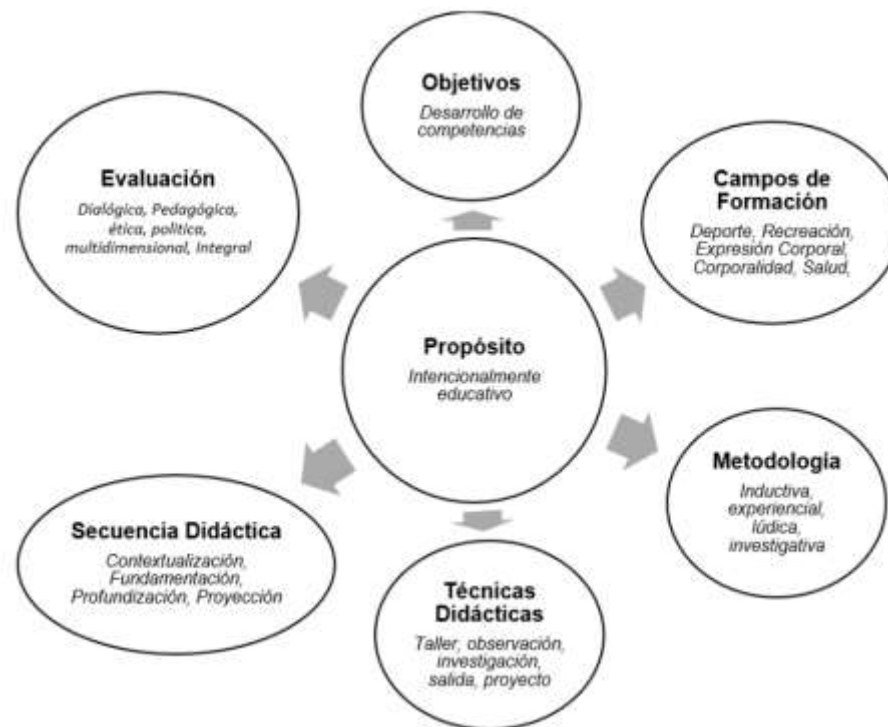 Objetivos
Desarrollo de
competencias
Evaluación
Dialógica, Pedagógica,
ética, política,
multidimensional, Integral
Campos de
Formación
Deporte, Recreación,
Expresión Corporal,
Corporalidad, Salud,
Propósito
Intencionalmente
educativo
Metodología
Inductiva,
experiencial,
lúdica,
investigativa
Secuencia Didáctica
Contextualización,
Fundamentación,
Profundización, Proyección
Técnicas
Didácticas
Taller, observación,
investigación,
salida, proyecto